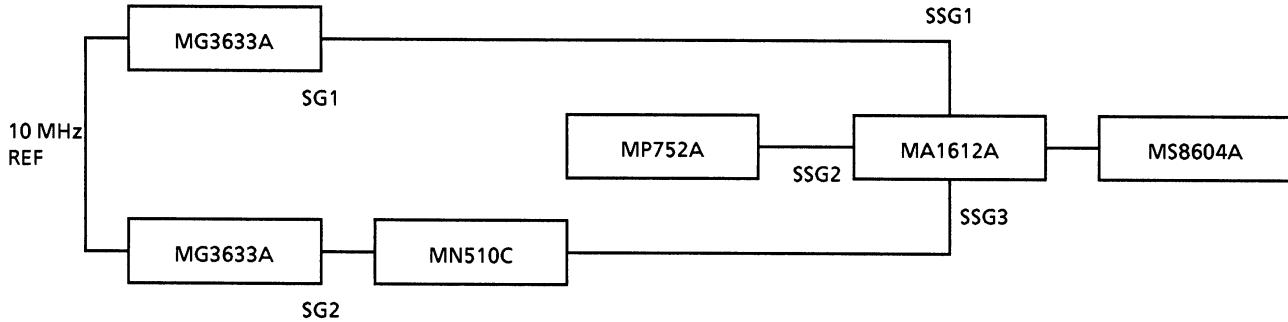 SSG1
MG3633A
SG1
10 MHz
REF
MP752A
SSG2
MA1612A
MS8604A
SSG3
MG3633A
MN510C
SG2